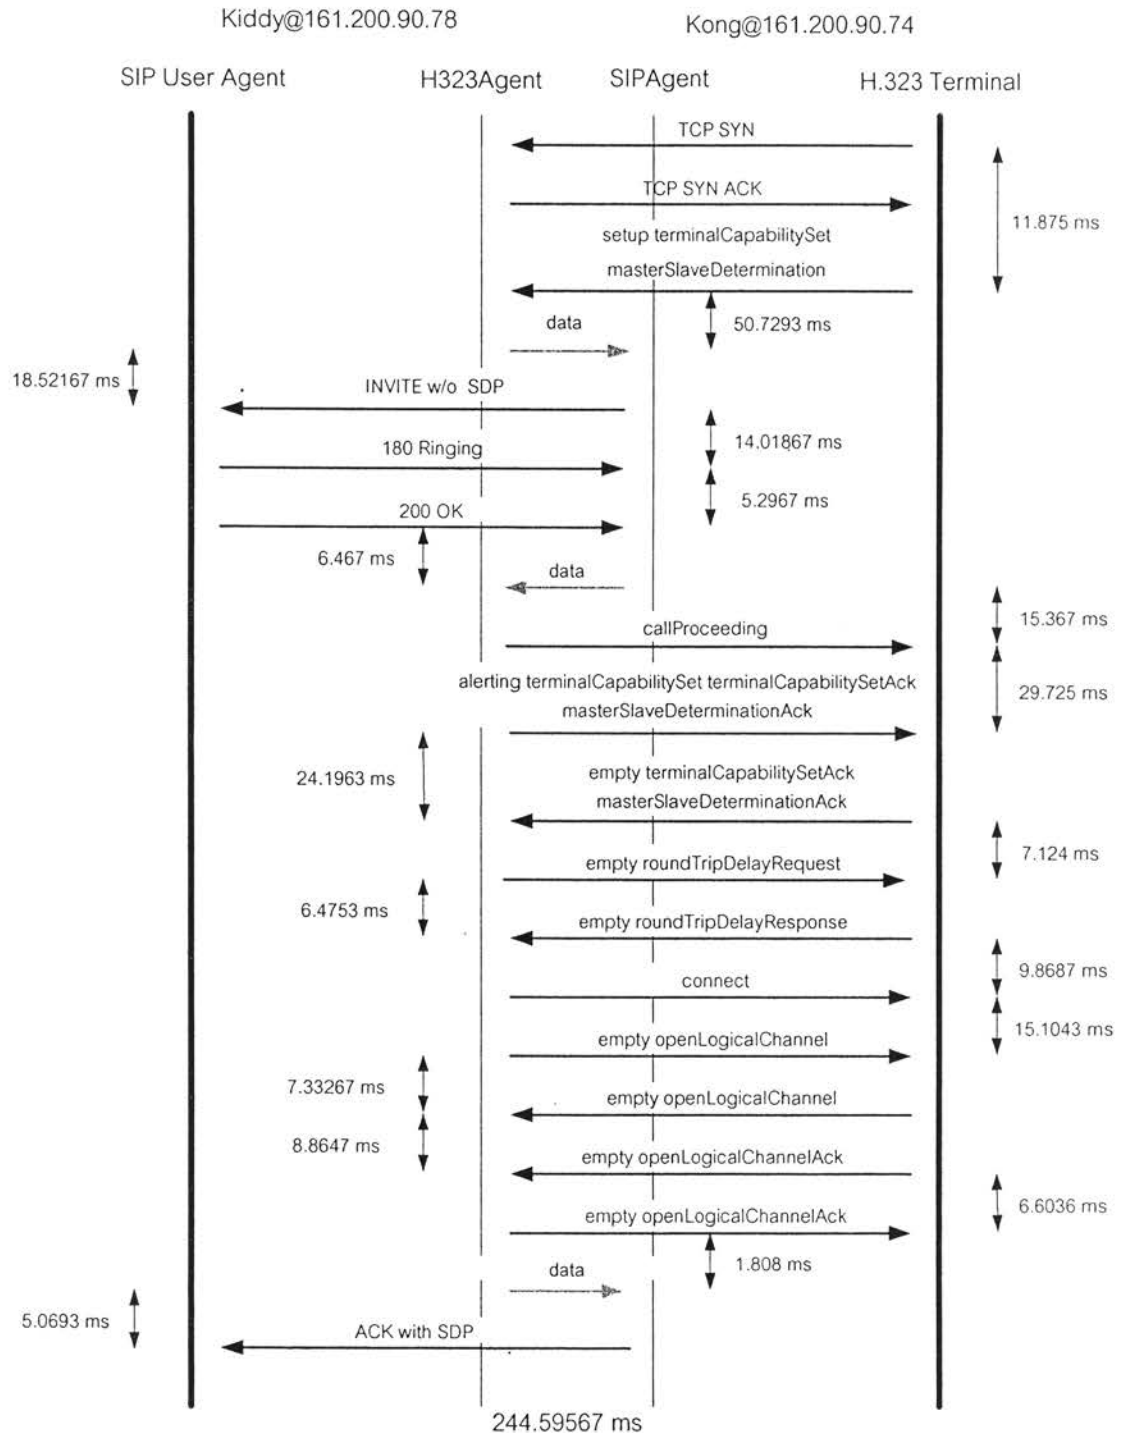 Kiddy@161.200.90.78 Kong@161.200.90.74
SIP User Agent H323Agent SIPAgent H.323 Terminal
TCP SYN
TCP SYN ACK
11.875 ms
setup terminalCapabilitySet
masterSlaveDetermination
data
50.7293 ms
18.52167 ms
INVITE w/o SDP
14.01867 ms
180 Ringing
5.2967 ms
200 OK
6.467 ms
data
15.367 ms
callProceeding
alerting terminalCapabilitySet terminalCapabilitySetAck
29.725 ms
masterSlaveDeterminationAck
24.1963 ms
empty terminalCapabilitySetAck
masterSlaveDeterminationAck
7.124 ms
empty roundTripDelayRequest
6.4753 ms
empty roundTripDelayResponse
9.8687 ms
connect
15.1043 ms
empty openLogicalChannel
7.33267 ms
empty openLogicalChannel
8.8647 ms
empty openLogicalChannelAck
6.6036 ms
empty openLogicalChannelAck
1.808 ms
data
5.0693 ms
ACK with SDP
244.59567 ms